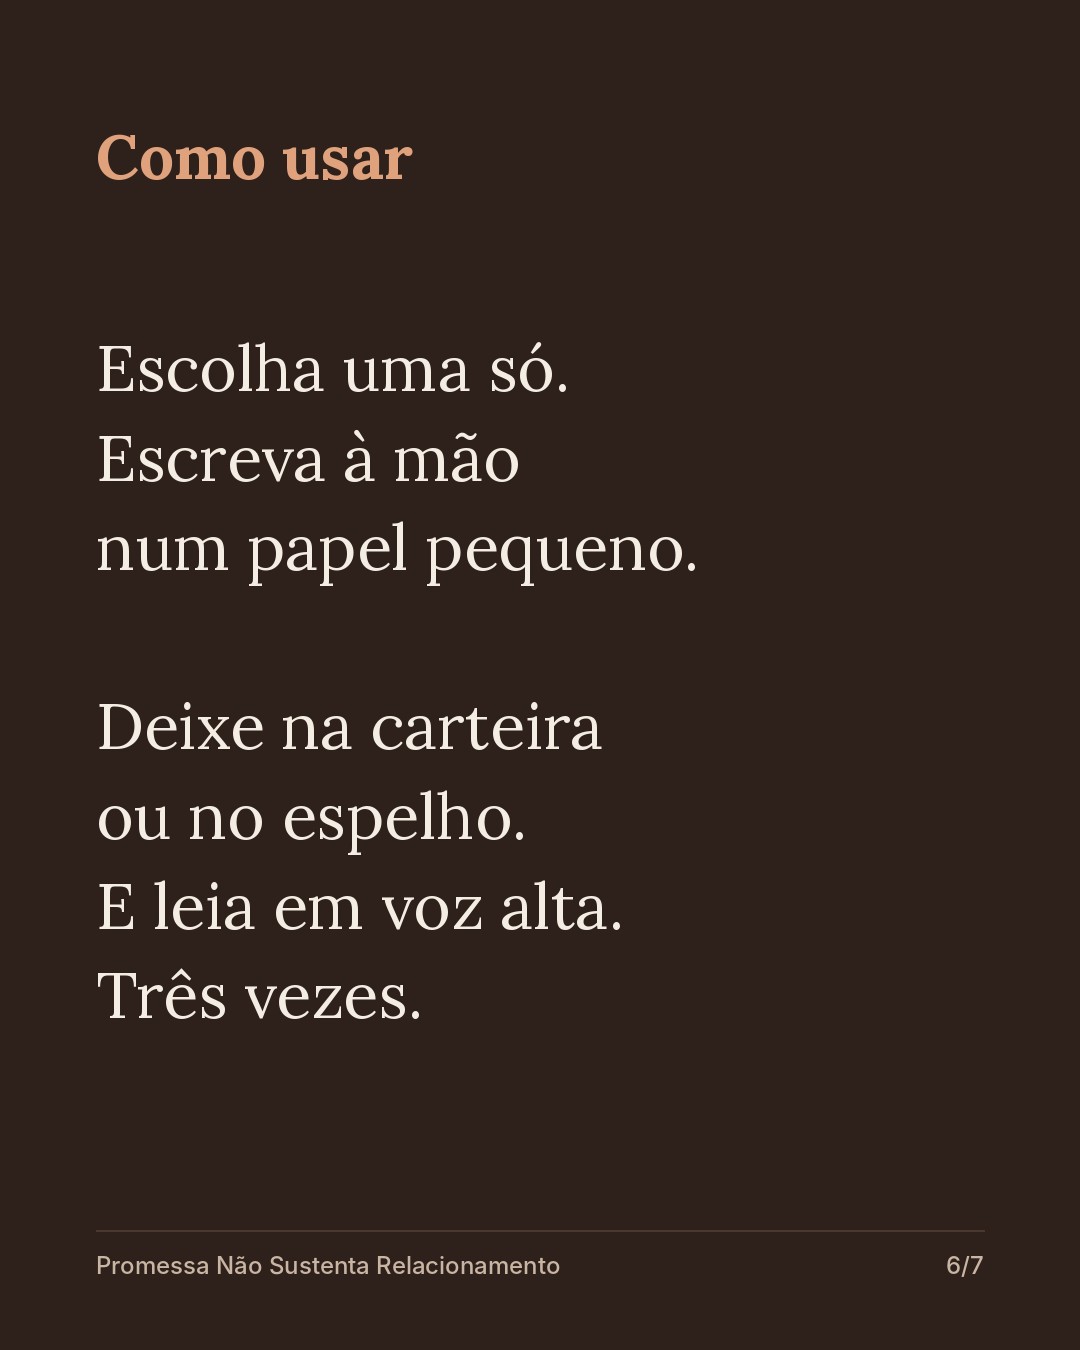 Como usar
Escolha uma só.
Escreva à mão
num papel pequeno.
Deixe na carteira
ou no espelho.
E leia em voz alta.
Três vezes.
Promessa Não Sustenta Relacionamento
6/7